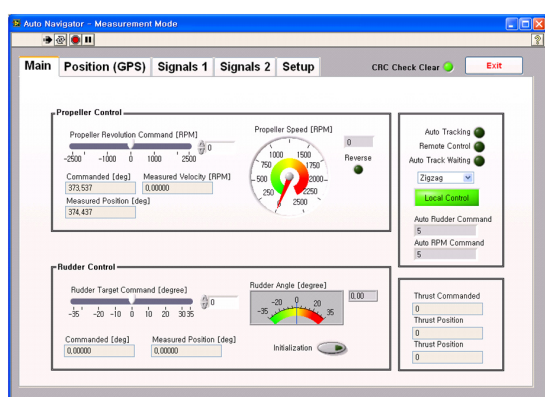 Auto Navigator - Measurement Mode
Main Position (GPS) Signals 1 Signals 2 Setup CRC Check Clear Exit
Propeller Control
Propeller Revolution Command [RPM]
-2500 -1000 0 1000 2500
0
Commanded [deg] Measured Velocity [RPM]
373,537 0,00000
Measured Position [deg]
374,437
Propeller Speed [RPM]
0
Reverse
1000 1500
750 1750
500 2000
250 2250
0 2500
Auto Tracking
Remote Control
Auto Track Waiting
Zigzag
Local Control
Auto Rudder Command
5
Auto RPM Command
5
Rudder Control
Rudder Target Command [degree]
-35 -20 -10 0 10 20 30 35
0
Commanded [deg] Measured Position [deg]
0,00000 0,00000
Rudder Angle [degree]
0,00
-35 -20 0 20 35
Initialization
Thrust Commanded
0
Thrust Position
0
Thrust Position
0